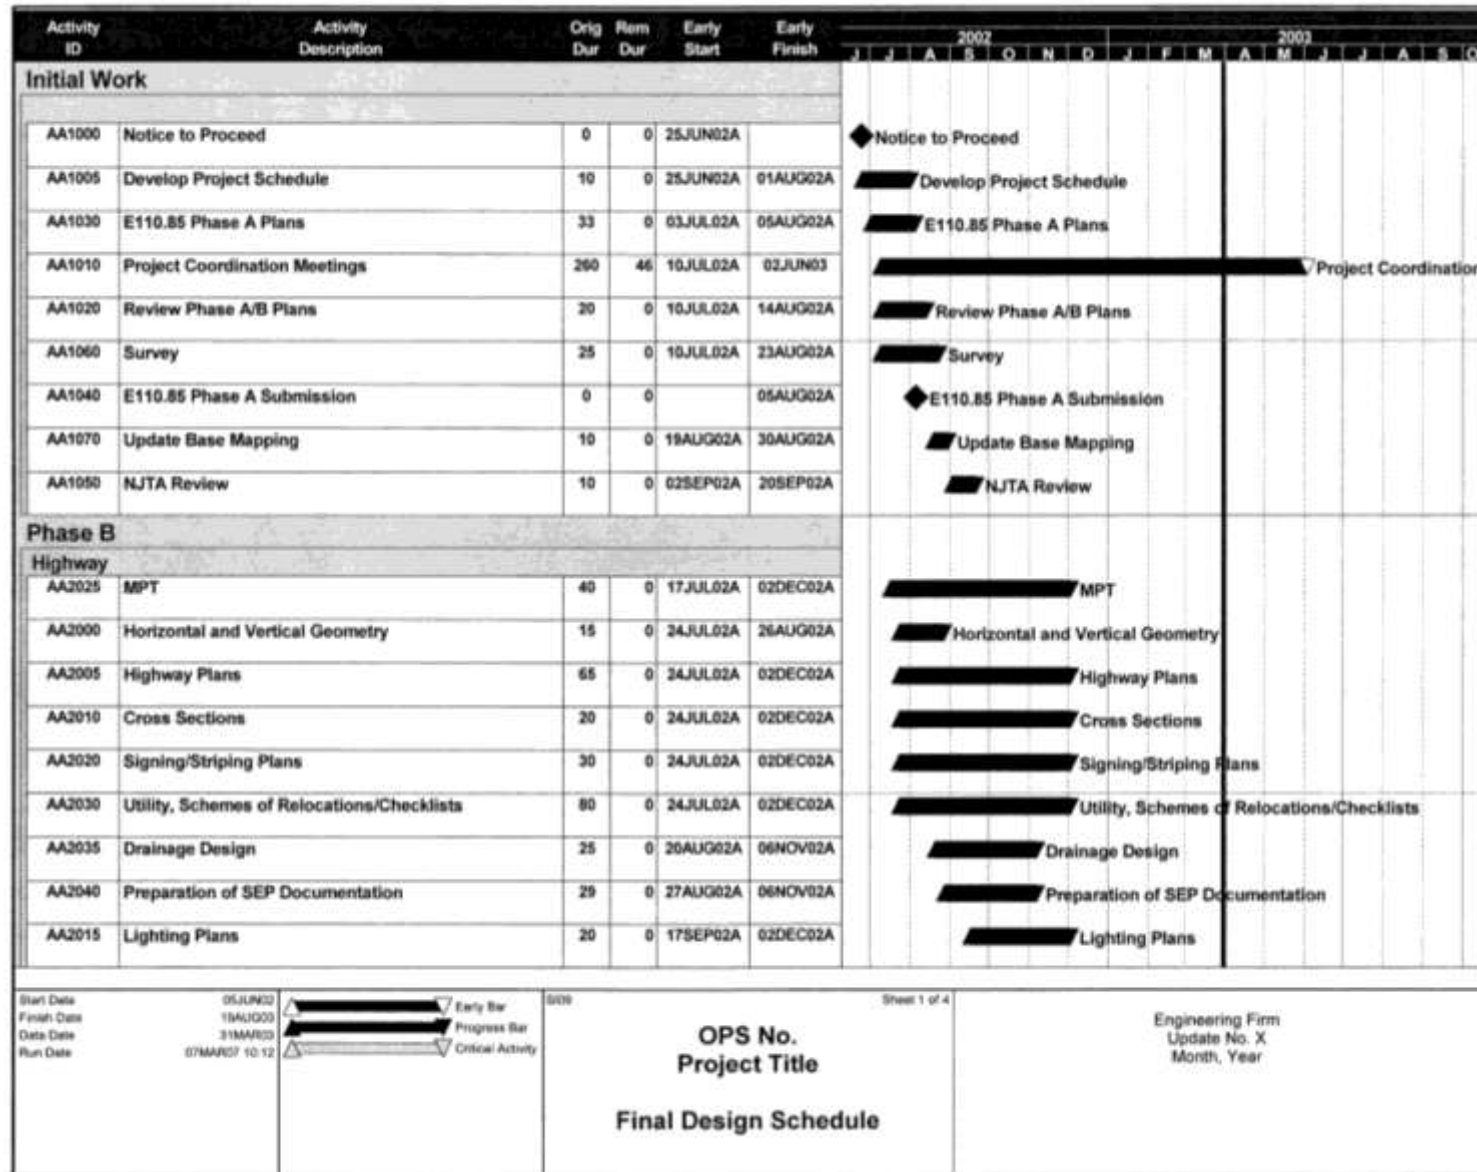 Activity ID Activity Description Orig Dur Rem Dur Early Start Early Finish
2002 2003
J J A S O N D J F M A M J J A S O
Initial Work
AA1000 Notice to Proceed 0 0 25JUN02A Notice to Proceed
AA1005 Develop Project Schedule 10 0 25JUN02A 01AUG02A Develop Project Schedule
AA1030 E110.85 Phase A Plans 33 0 03JUL02A 05AUG02A E110.85 Phase A Plans
AA1010 Project Coordination Meetings 260 46 10JUL02A 02JUN03 Project Coordination
AA1020 Review Phase A/B Plans 20 0 10JUL02A 14AUG02A Review Phase A/B Plans
AA1060 Survey 25 0 10JUL02A 23AUG02A Survey
AA1040 E110.85 Phase A Submission 0 0 05AUG02A E110.85 Phase A Submission
AA1070 Update Base Mapping 10 0 19AUG02A 30AUG02A Update Base Mapping
AA1050 NJTA Review 10 0 02SEP02A 20SEP02A NJTA Review
Phase B
Highway
AA2025 MPT 40 0 17JUL02A 02DEC02A MPT
AA2000 Horizontal and Vertical Geometry 15 0 24JUL02A 26AUG02A Horizontal and Vertical Geometry
AA2005 Highway Plans 65 0 24JUL02A 02DEC02A Highway Plans
AA2010 Cross Sections 20 0 24JUL02A 02DEC02A Cross Sections
AA2020 Signing/Striping Plans 30 0 24JUL02A 02DEC02A Signing/Striping Plans
AA2030 Utility, Schemes of Relocations/Checklists 80 0 24JUL02A 02DEC02A Utility, Schemes of Relocations/Checklists
AA2035 Drainage Design 25 0 20AUG02A 06NOV02A Drainage Design
AA2040 Preparation of SEP Documentation 29 0 27AUG02A 06NOV02A Preparation of SEP Documentation
AA2015 Lighting Plans 20 0 17SEP02A 02DEC02A Lighting Plans
Start Date 05JUN02
Finish Date 19AUG03
Data Date 31MAR03
Run Date 07MAR07 10:12
Early Bar
Progress Bar
Critical Activity
Sheet 1 of 4
OPS No.
Project Title
Final Design Schedule
Engineering Firm
Update No. X
Month, Year